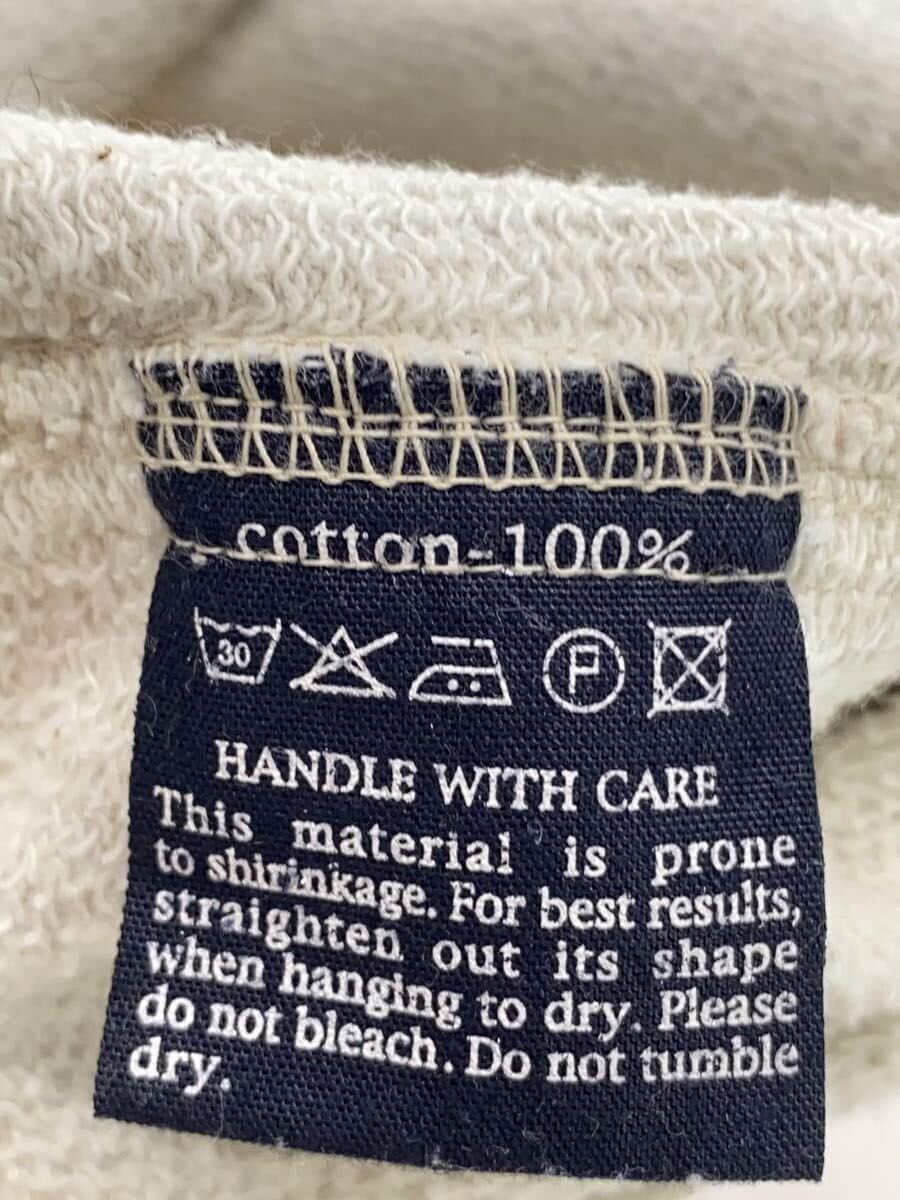 cotton-100%
30 P
HANDLE WITH CARE
This material is prone
to shirinkage. For best results,
straighten out its shape
when hanging to dry. Please
do not bleach. Do not tumble
dry.